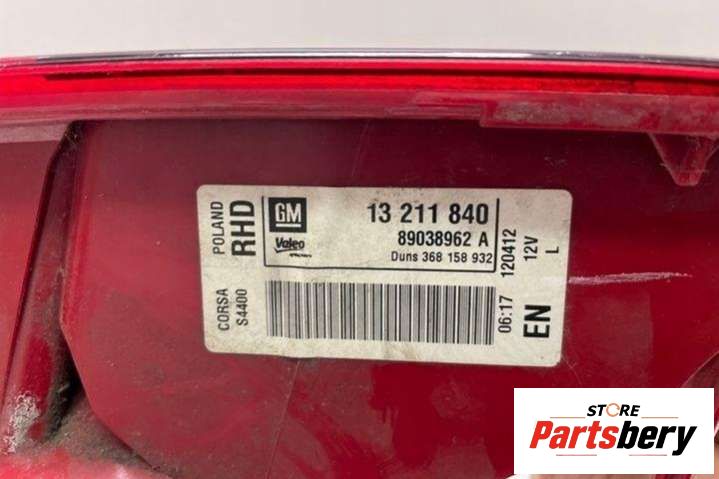 POLAND
RHD
CORSA
S4400
GM
Valeo
13 211 840
89038962 A
Duns 368 158 932
120412
12V
L
06:17
EN
STORE
Partsbery